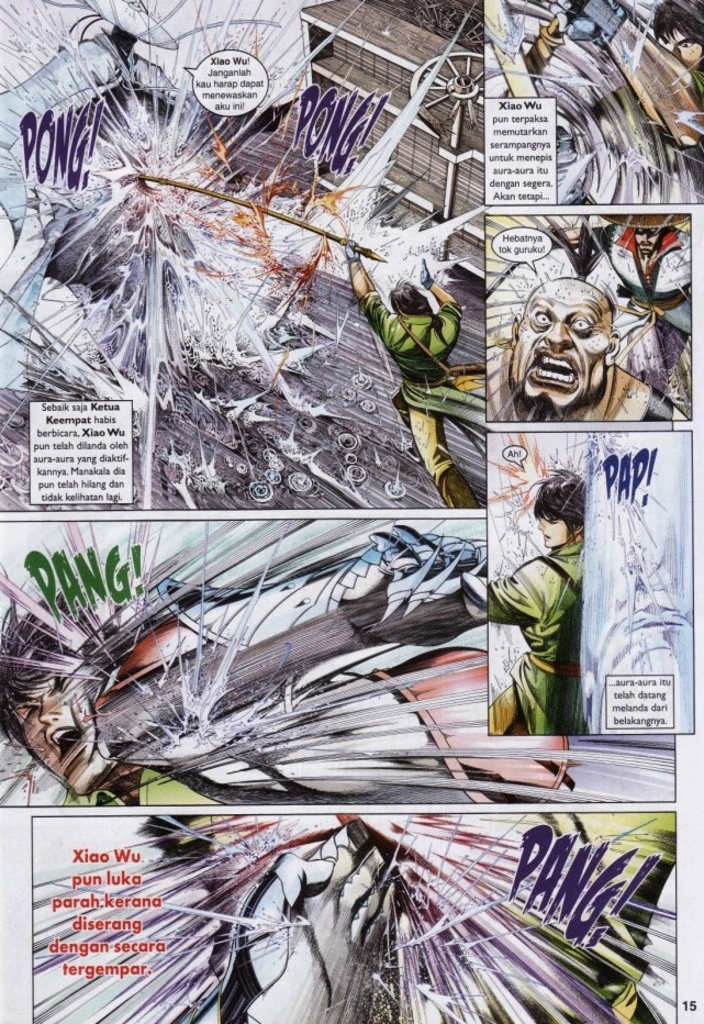 Xiao Wu!
Janganlah
kau harap dapat
menewaskan
aku ini!
PONG!
PONG!
Sebaik saja Ketua
Keempat habis
berbicara, Xiao Wu
pun telah dilanda oleh
aura-aura yang diaktif-
kannya. Manakala dia
pun telah hilang dan
tidak kelihatan lagi.
Xiao Wu
pun terpaksa
memutarkan
serampangnya
untuk menepis
aura-aura itu
dengan segera.
Akan tetapi...
Hebatnya
tok guruku!
Ah!
PAP!
...aura-aura itu
telah datang
melanda dari
belakangnya.
PANG!
Xiao Wu
pun luka
parah kerana
diserang
dengan secara
tergempar.
PANG!
15